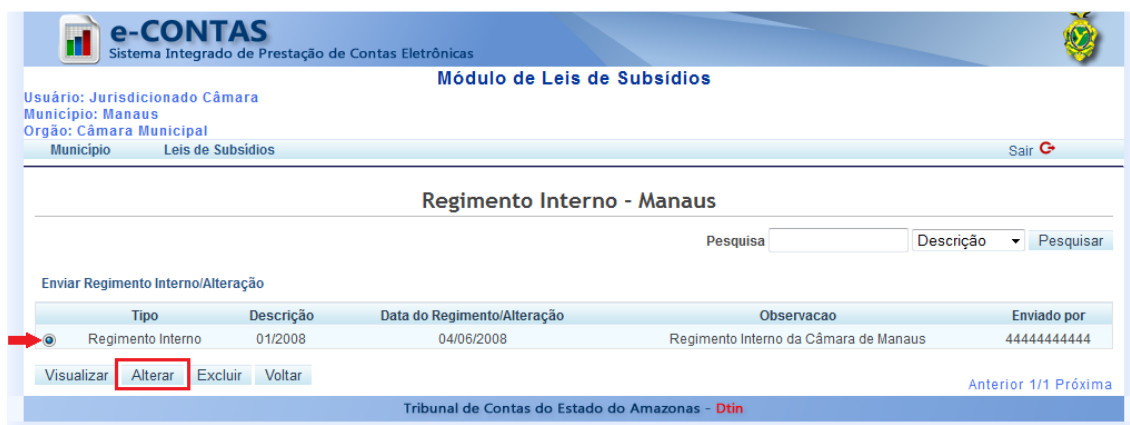 e-CONTAS
Sistema Integrado de Prestação de Contas Eletrônicas
Módulo de Leis de Subsídios
Usuário: Jurisdicionado Câmara
Município: Manaus
Orgão: Câmara Municipal
Município Leis de Subsídios Sair
Regimento Interno - Manaus
Pesquisa Descrição Pesquisar
Enviar Regimento Interno/Alteração
Tipo Descrição Data do Regimento/Alteração Observacao Enviado por
Regimento Interno 01/2008 04/06/2008 Regimento Interno da Câmara de Manaus 44444444444
Visualizar Alterar Excluir Voltar
Anterior 1/1 Próxima
Tribunal de Contas do Estado do Amazonas - Dtin